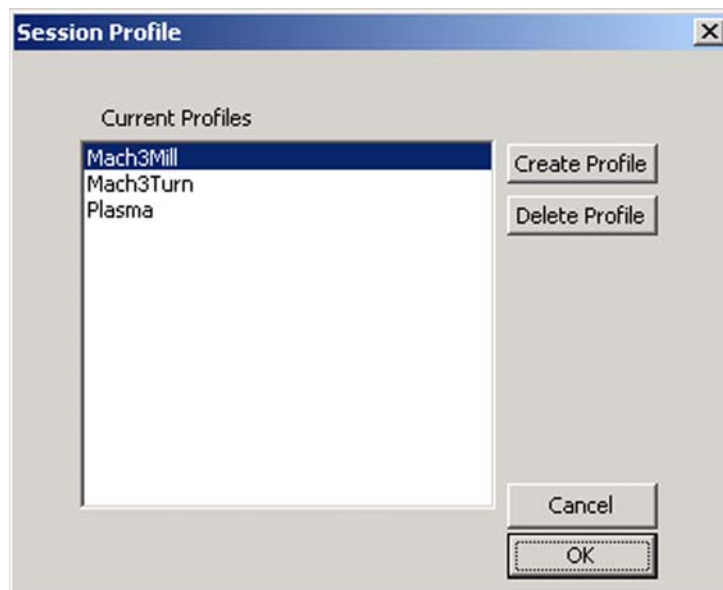 Session Profile
Current Profiles
Mach3Mill
Mach3Turn
Plasma
Create Profile
Delete Profile
Cancel
OK